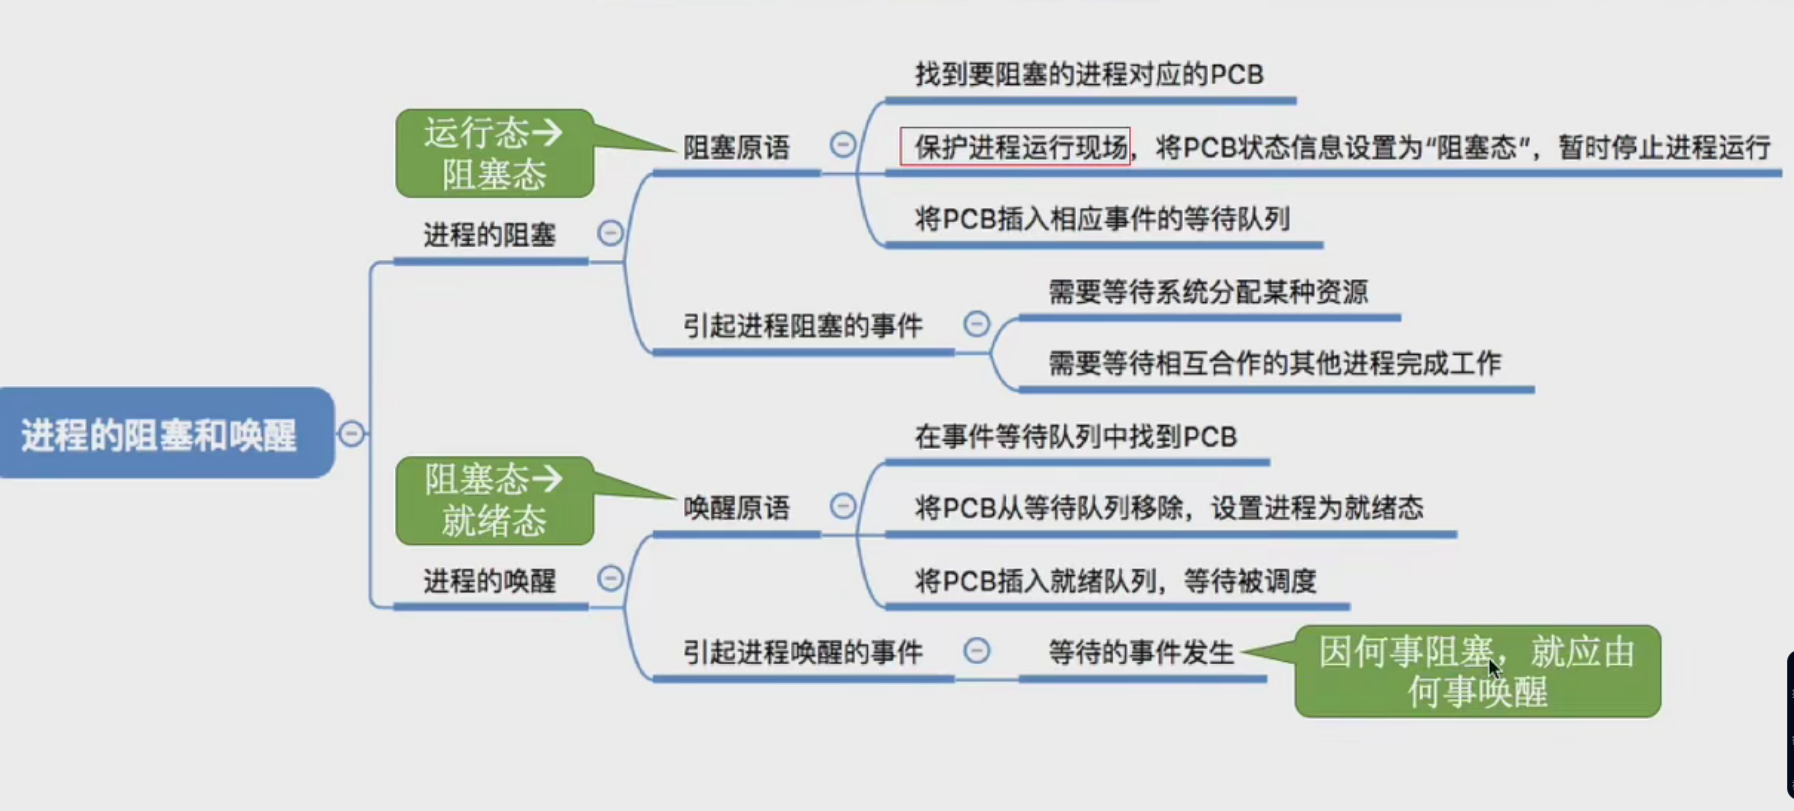 找到要阻塞的进程对应的PCB
运行态→
阻塞态
阻塞原语
保护进程运行现场，将PCB状态信息设置为“阻塞态”，暂时停止进程运行
将PCB插入相应事件的等待队列
进程的阻塞
需要等待系统分配某种资源
引起进程阻塞的事件
需要等待相互合作的其他进程完成工作
进程的阻塞和唤醒
在事件等待队列中找到PCB
阻塞态→
就绪态
唤醒原语
将PCB从等待队列移除，设置进程为就绪态
进程的唤醒
将PCB插入就绪队列，等待被调度
引起进程唤醒的事件
等待的事件发生
因何事阻塞，就应由
何事唤醒